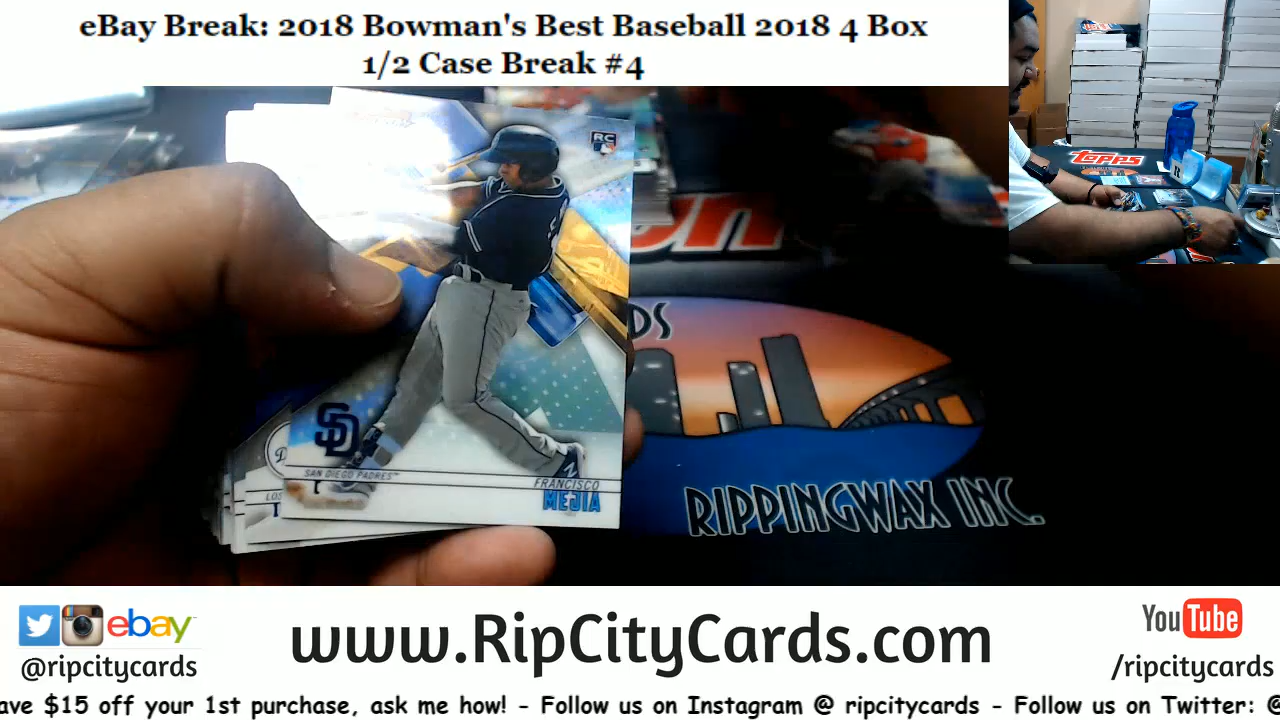 eBay Break: 2018 Bowman's Best Baseball 2018 4 Box
1/2 Case Break #4
RC
topps
DS
SD
SAN DIEGO PADRES
FRANCISCO
MEJIA
LOS
RIPPINGWAX INC.
ebay
www.RipCityCards.com
YouTube
@ripcitycards
/ripcitycards
ave $15 off your 1st purchase, ask me how! - Follow us on Instagram @ ripcitycards - Follow us on Twitter: @